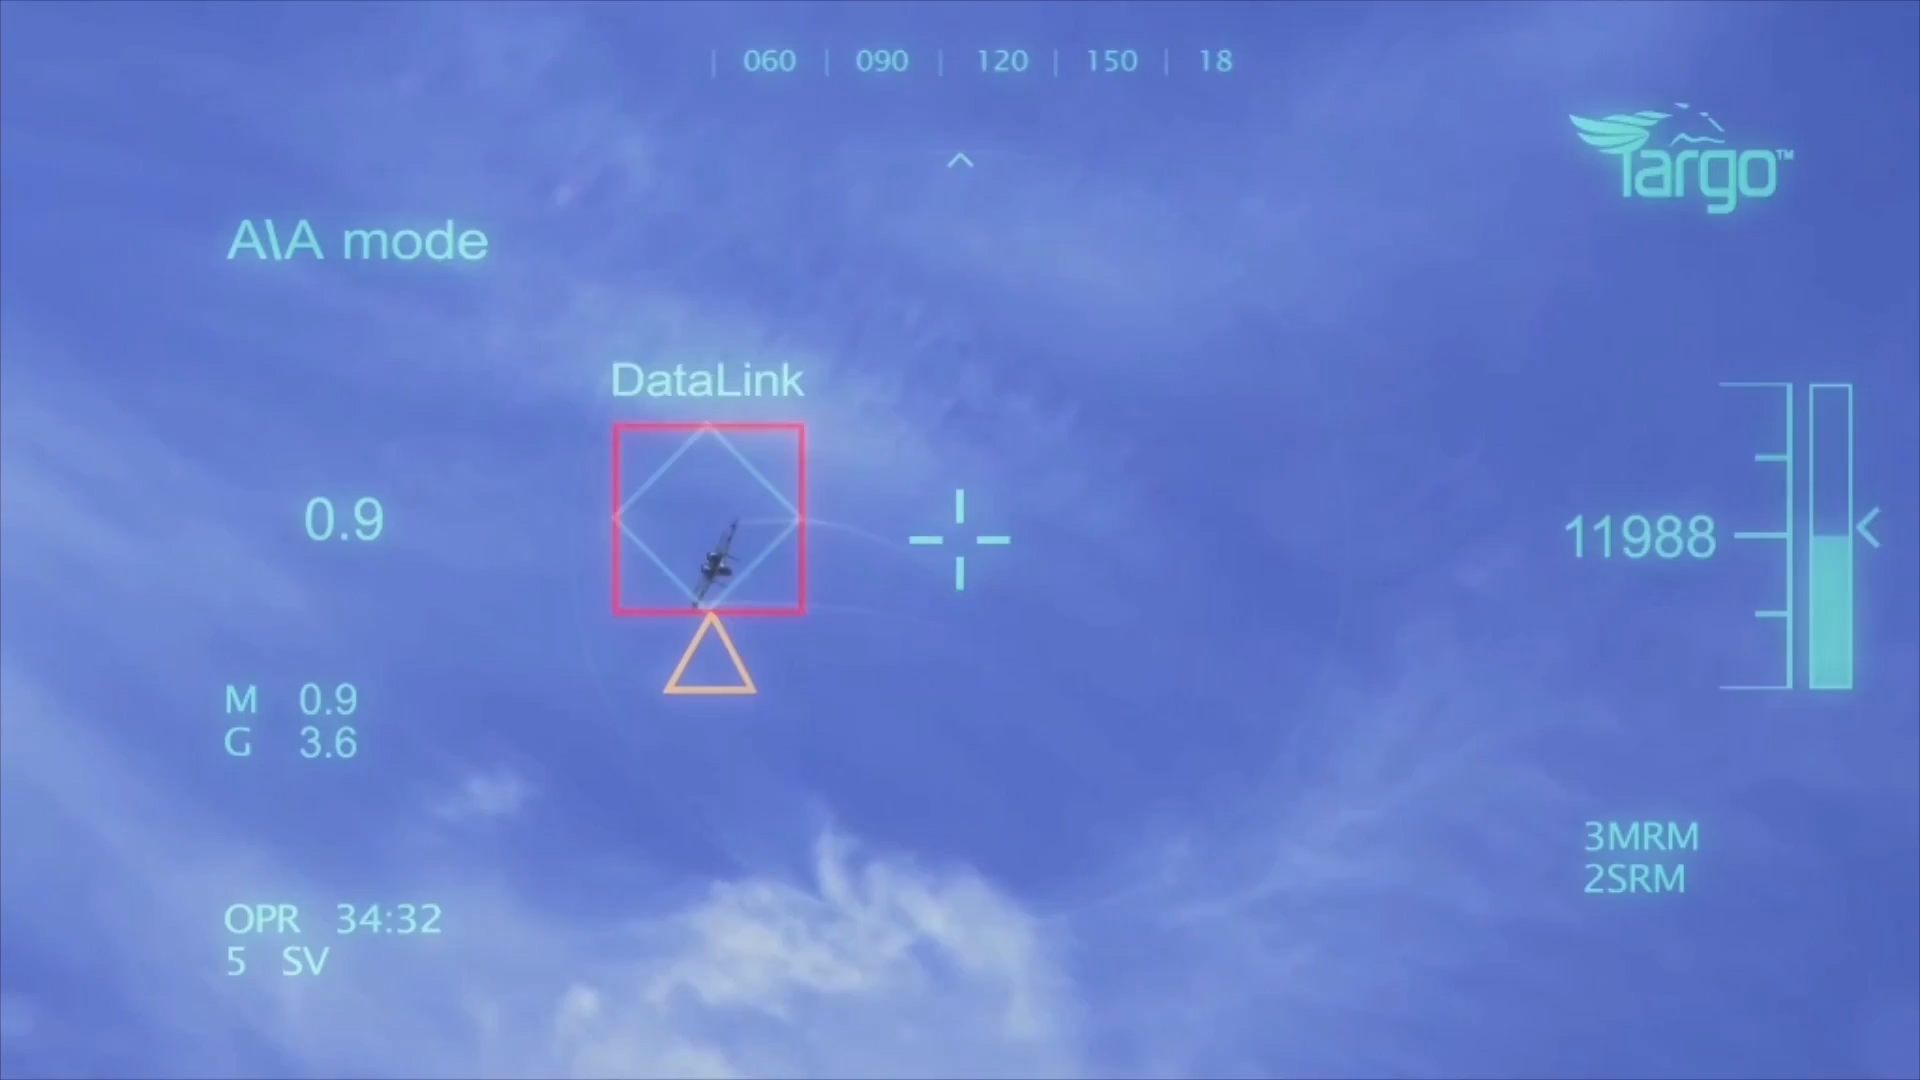 060 090 120 150 18
Targo™
A\A mode
DataLink
0.9
11988
M 0.9
G 3.6
3MRM
2SRM
OPR 34:32
5 SV